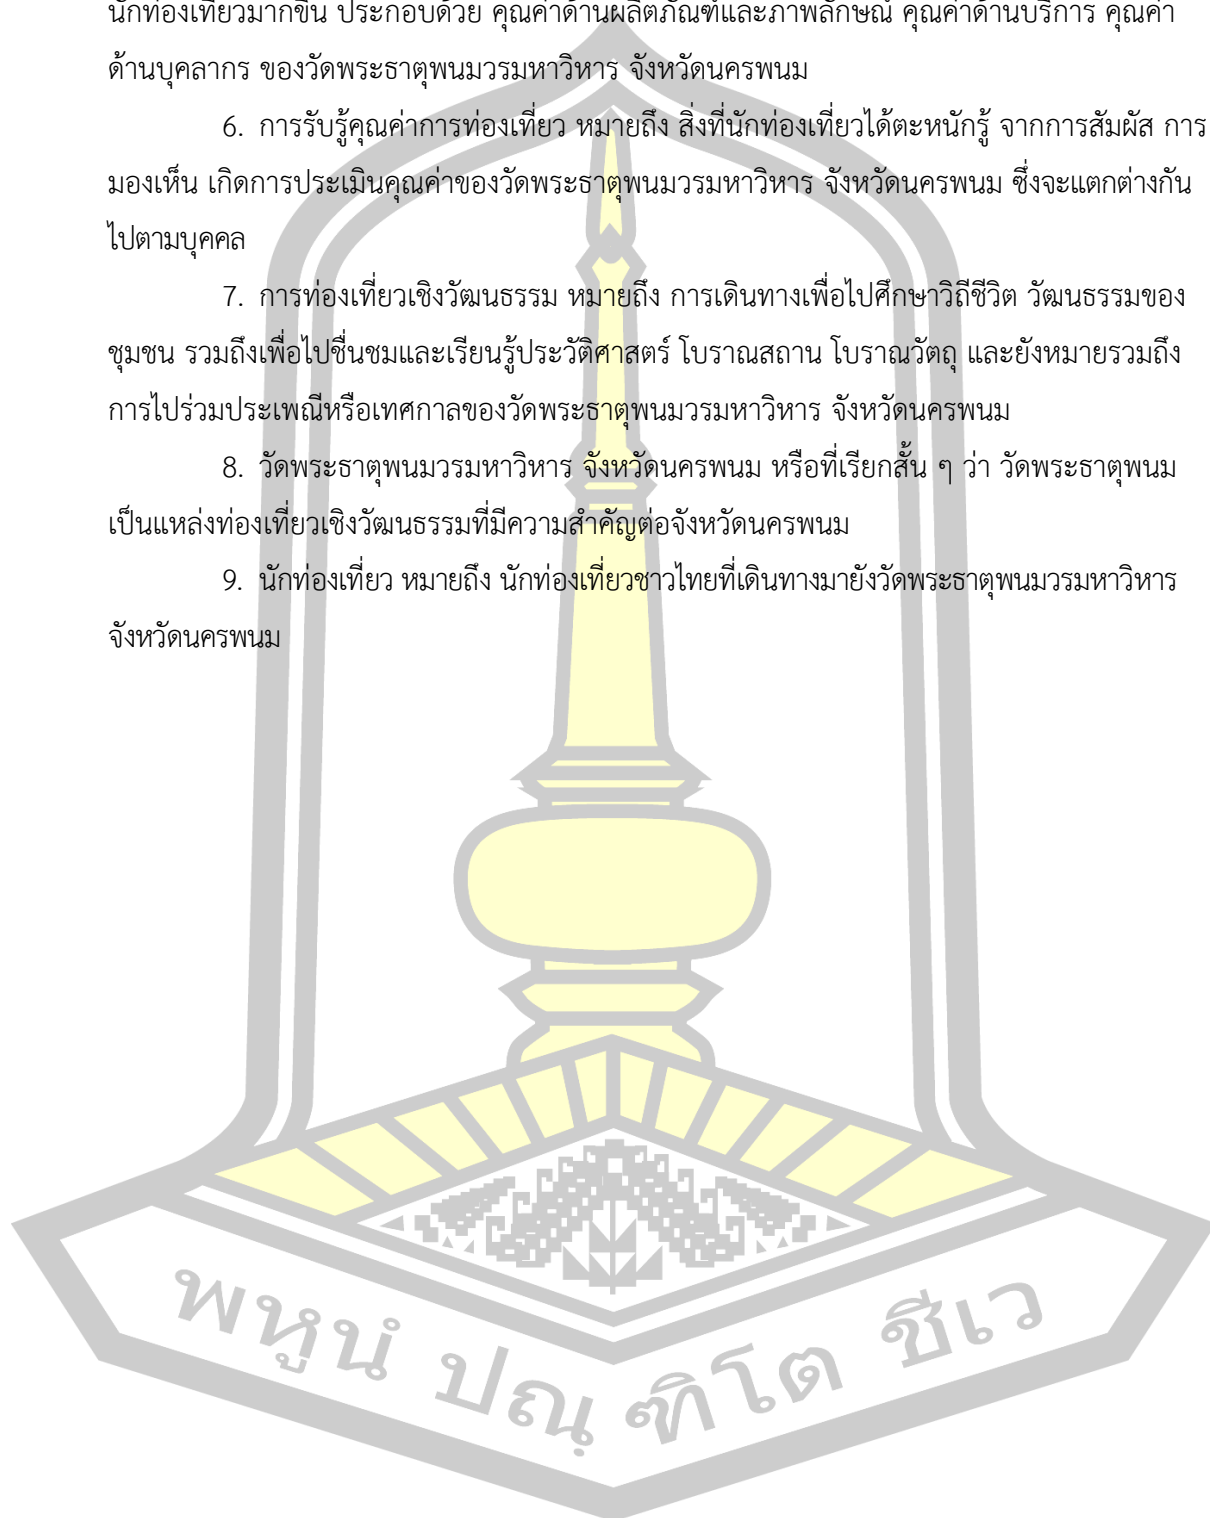 นักท่องเที่ยวมากขึ้น ประกอบด้วย คุณค่าด้านผลิตภัณฑ์และภาพลักษณ์ คุณค่าด้านบริการ คุณค่า
ด้านบุคลากร ของวัดพระธาตุพนมวรมหาวิหาร จังหวัดนครพนม
6. การรับรู้คุณค่าการท่องเที่ยว หมายถึง สิ่งที่นักท่องเที่ยวได้ตะหนักรู้ จากการสัมผัส การ
มองเห็น เกิดการประเมินคุณค่าของวัดพระธาตุพนมวรมหาวิหาร จังหวัดนครพนม ซึ่งจะแตกต่างกัน
ไปตามบุคคล
7. การท่องเที่ยวเชิงวัฒนธรรม หมายถึง การเดินทางเพื่อไปศึกษาวิถีชีวิต วัฒนธรรมของ
ชุมชน รวมถึงเพื่อไปชื่นชมและเรียนรู้ประวัติศาสตร์ โบราณสถาน โบราณวัตถุ และยังหมายรวมถึง
การไปร่วมประเพณีหรือเทศกาลของวัดพระธาตุพนมวรมหาวิหาร จังหวัดนครพนม
8. วัดพระธาตุพนมวรมหาวิหาร จังหวัดนครพนม หรือที่เรียกสั้น ๆ ว่า วัดพระธาตุพนม
เป็นแหล่งท่องเที่ยวเชิงวัฒนธรรมที่มีความสำคัญต่อจังหวัดนครพนม
9. นักท่องเที่ยว หมายถึง นักท่องเที่ยวชาวไทยที่เดินทางมายังวัดพระธาตุพนมวรมหาวิหาร
จังหวัดนครพนม
พหูนํ ปณฺฑิโต ชีเว